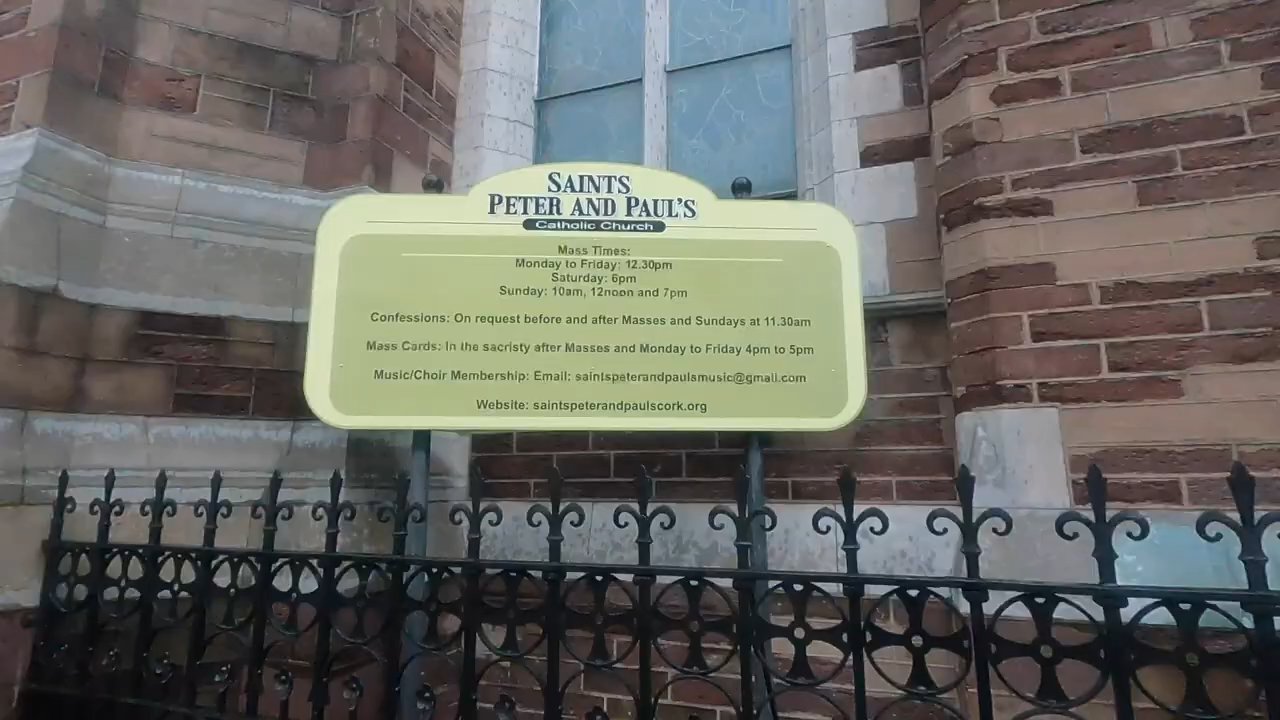 SAINTS
PETER AND PAUL'S
Catholic Church
Mass Times:
Monday to Friday: 12.30pm
Saturday: 6pm
Sunday: 10am, 12noon and 7pm
Confessions: On request before and after Masses and Sundays at 11.30am
Mass Cards: In the sacristy after Masses and Monday to Friday 4pm to 5pm
Music/Choir Membership: Email: saintspeterandpaulsmusic@gmail.com
Website: saintspeterandpaulscork.org